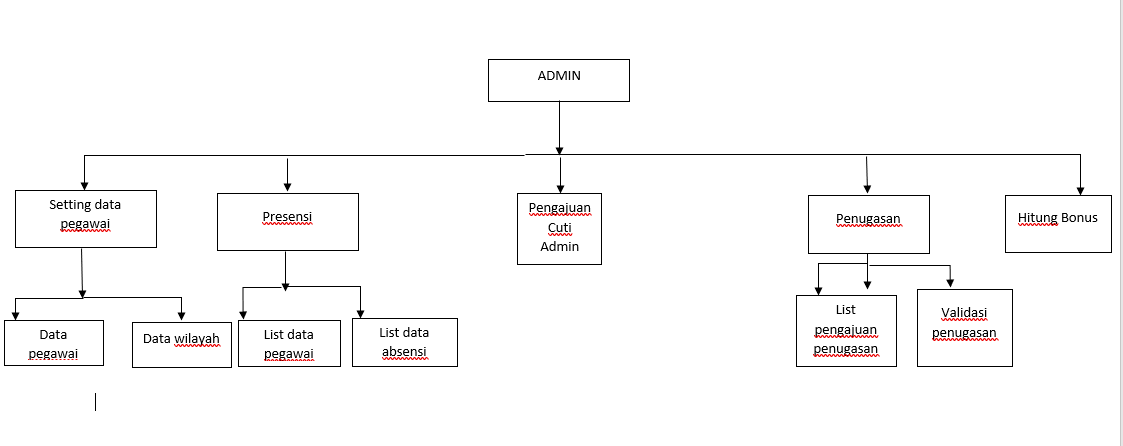 ADMIN
Setting data
pegawai
Presensi
Pengajuan
Cuti
Admin
Penugasan
Hitung Bonus
Data
pegawai
Data wilayah
List data
pegawai
List data
absensi
List
pengajuan
penugasan
Validasi
penugasan